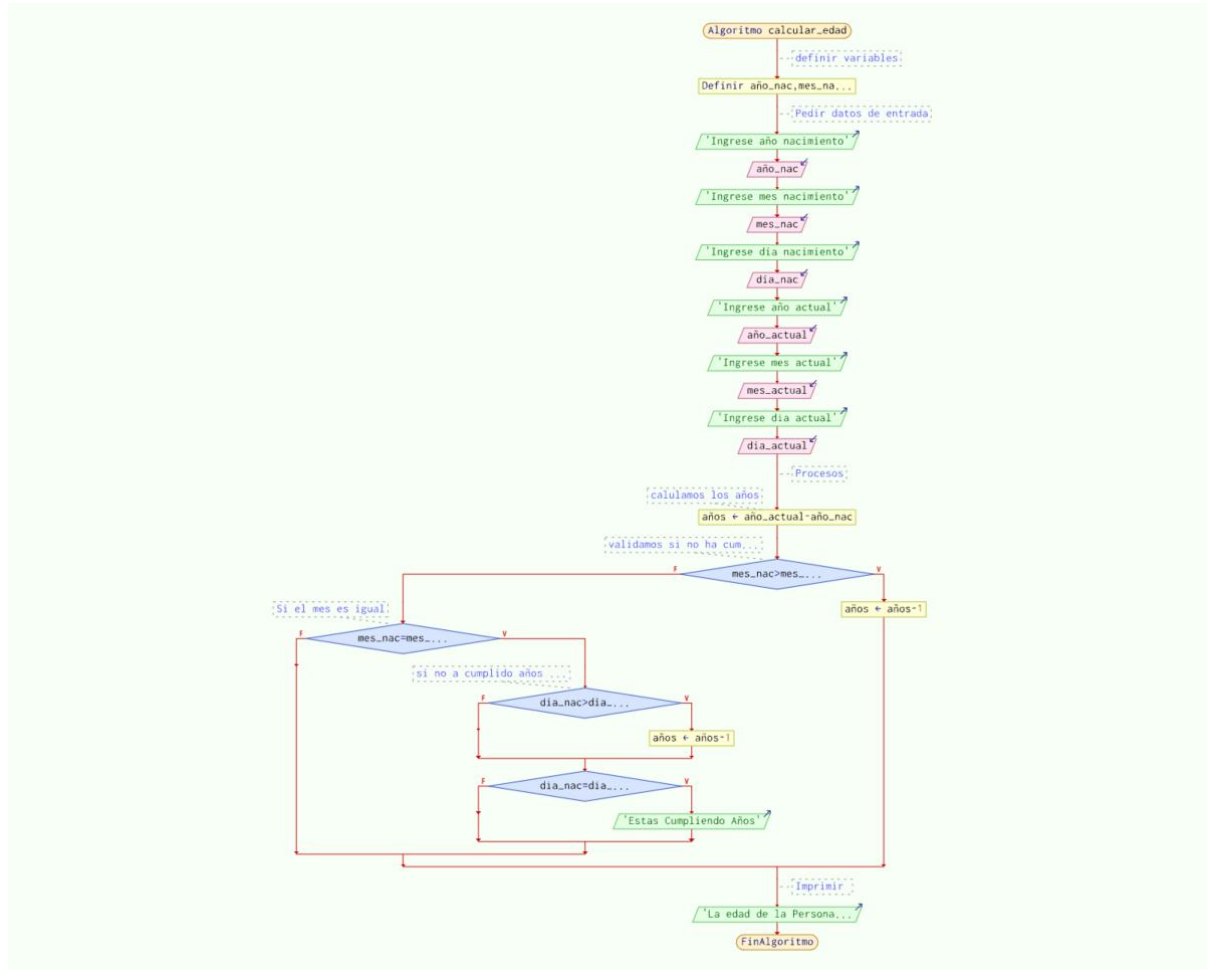 Algoritmo calcular_edad
definir variables
Definir año_nac,mes_na...
Pedir datos de entrada
'Ingrese año nacimiento'
año_nac
'Ingrese mes nacimiento'
mes_nac
'Ingrese dia nacimiento'
dia_nac
'Ingrese año actual'
año_actual
'Ingrese mes actual'
mes_actual
'Ingrese dia actual'
dia_actual
Procesos
calulamos los años
años ← año_actual-año_nac
validamos si no ha cum...
mes_nac>mes_...
F
V
años ← años-1
Si el mes es igual
mes_nac=mes_...
F
V
si no a cumplido años ...
dia_nac>dia_...
F
V
años ← años-1
dia_nac=dia_...
F
V
'Estas Cumpliendo Años'
Imprimir
'La edad de la Persona...
FinAlgoritmo